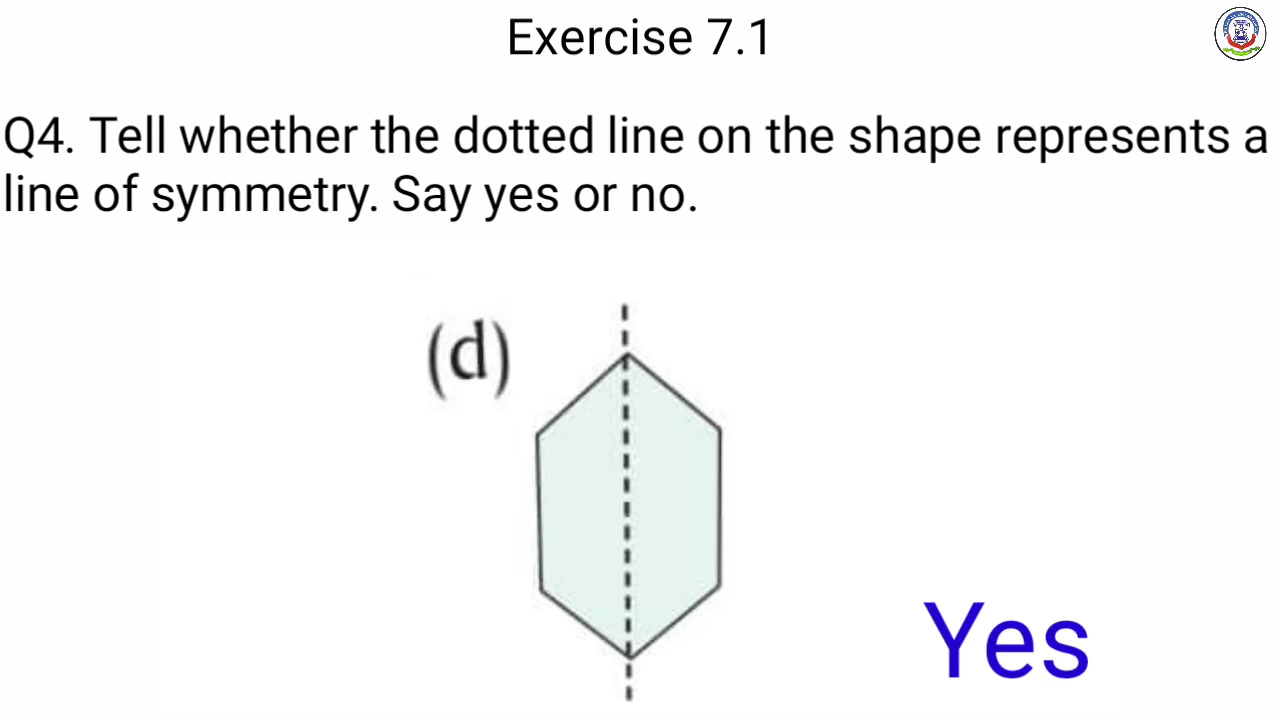 Exercise 7.1
Q4. Tell whether the dotted line on the shape represents a
line of symmetry. Say yes or no.
(d)
Yes